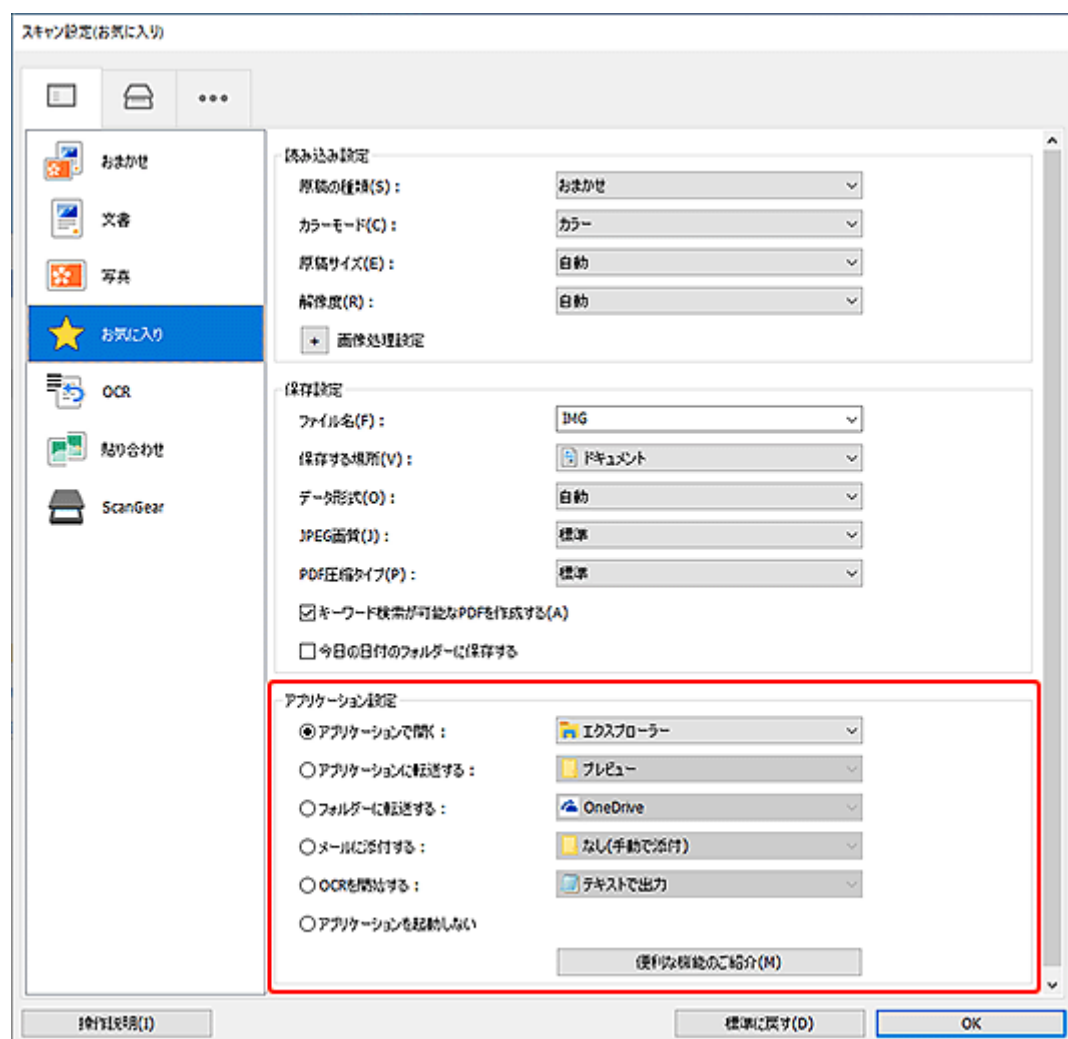 スキャン設定(お気に入り)
おまかせ
文書
写真
お気に入り
OCR
貼り合わせ
ScanGear
読み込み設定
原稿の種類(S)： おまかせ
カラーモード(C)： カラー
原稿サイズ(E)： 自動
解像度(R)： 自動
+ 画像処理設定
保存設定
ファイル名(F)： IMG
保存する場所(V)： ドキュメント
データ形式(O)： 自動
JPEG画質(J)： 標準
PDF圧縮タイプ(P)： 標準
キーワード検索が可能なPDFを作成する(A)
今日の日付のフォルダーに保存する
アプリケーション設定
アプリケーションで開く： エクスプローラー
アプリケーションに転送する： プレビュー
フォルダーに転送する： OneDrive
メールに添付する： なし(手動で添付)
OCRを開始する： テキストで出力
アプリケーションを起動しない
便利な機能のご紹介(M)
操作説明(I) 標準に戻す(D) OK